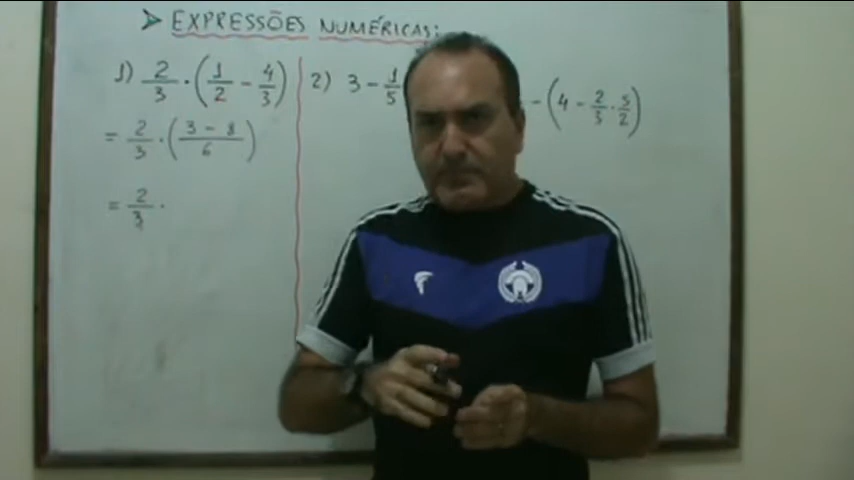 ➤ EXPRESSÕES NUMÉRICAS:
1) 2/3 · (1/2 - 4/3)
= 2/3 · (3 - 8/6)
= 2/3 ·
2) 3 - 1/5 - (4 - 2/3 · 5/2)